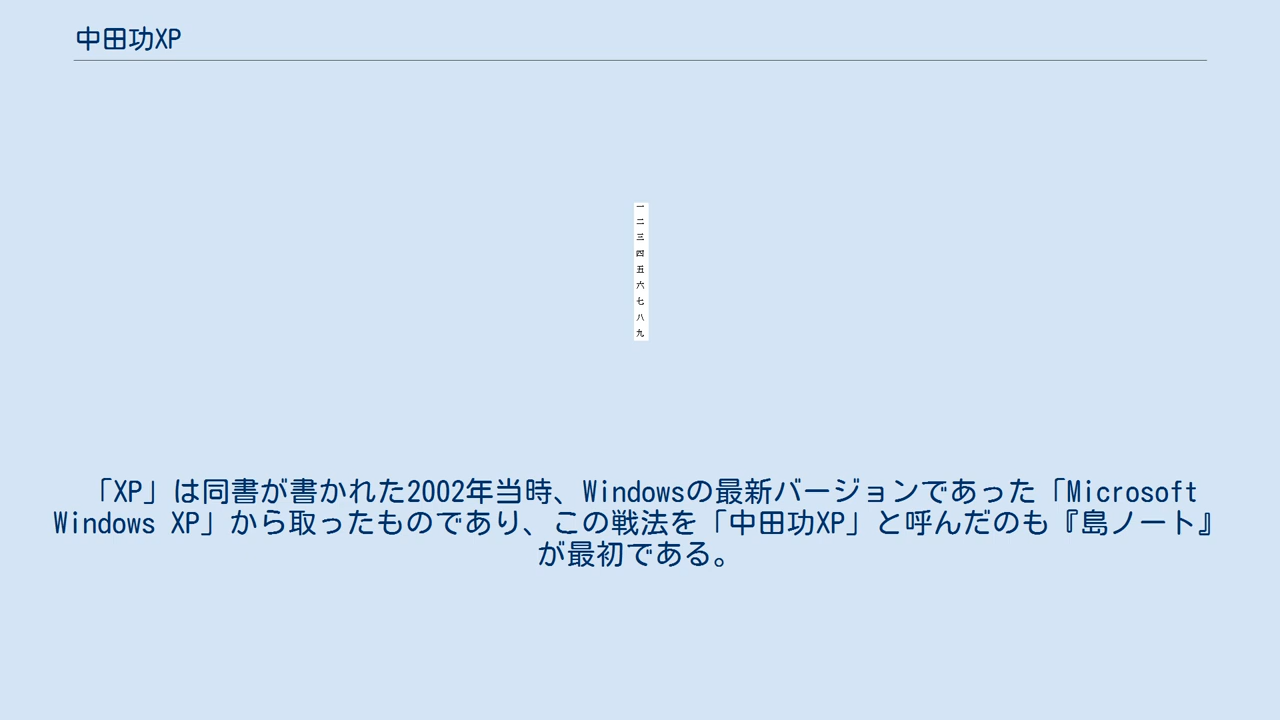 中田功XP
一
二
三
四
五
六
七
八
九
「XP」は同書が書かれた2002年当時、Windowsの最新バージョンであった「Microsoft
Windows XP」から取ったものであり、この戦法を「中田功XP」と呼んだのも『島ノート』
が最初である。